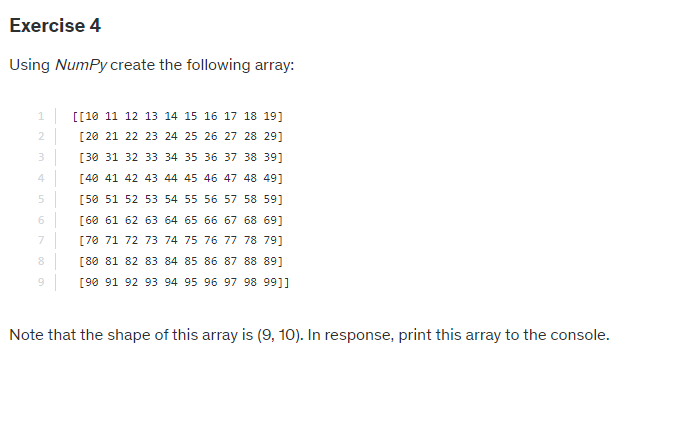 Exercise 4
Using NumPy create the following array:
1 [[10 11 12 13 14 15 16 17 18 19]
2 [20 21 22 23 24 25 26 27 28 29]
3 [30 31 32 33 34 35 36 37 38 39]
4 [40 41 42 43 44 45 46 47 48 49]
5 [50 51 52 53 54 55 56 57 58 59]
6 [60 61 62 63 64 65 66 67 68 69]
7 [70 71 72 73 74 75 76 77 78 79]
8 [80 81 82 83 84 85 86 87 88 89]
9 [90 91 92 93 94 95 96 97 98 99]]
Note that the shape of this array is (9, 10). In response, print this array to the console.